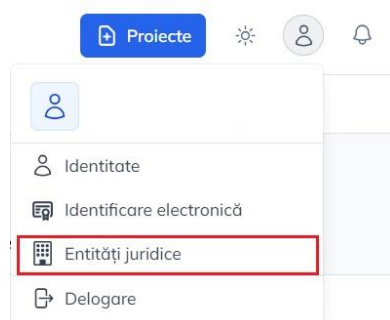 Proiecte
Identitate
Identificare electronică
Entități juridice
Delogare